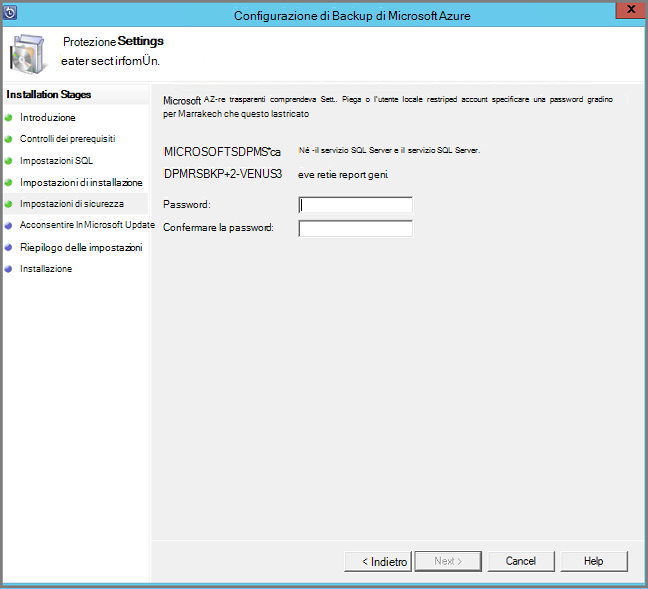 Configurazione di Backup di Microsoft Azure
x
Protezione Settings
eater sect irfomÜn.
Installation Stages
Introduzione
Controlli dei prerequisiti
Impostazioni SQL
Impostazioni di installazione
Impostazioni di sicurezza
Acconsentire In Microsoft Update
Riepilogo delle impostazioni
Installazione
Microsoft AZ-re trasparenti comprendeva Sett.. Piega o l'utente locale restriped account specificare una password gradino
per Marrakech che questo lastricato
MICROSOFTSDPMS*ca Né -il servizio SQL Server e il servizio SQL Server.
DPMRSBKP+2-VENUS3 eve retie report geni.
Password:
Confermare la password:
< Indietro Next > Cancel Help